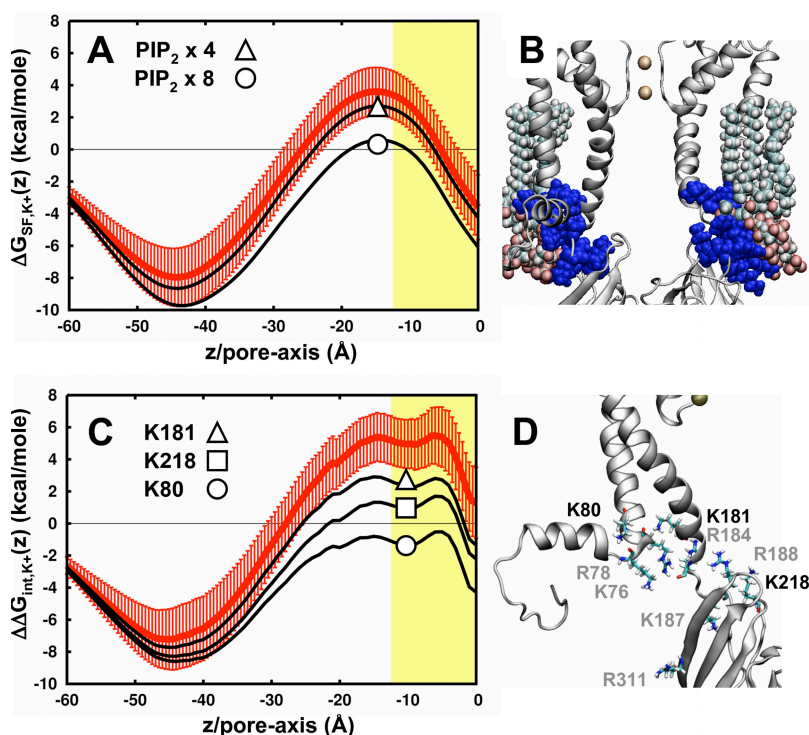 A
PIP2 x 4
PIP2 x 8
8
6
4
2
0
-2
-4
-6
-8
-10
ΔG_SF,K+(z) (kcal/mole)
-60 -50 -40 -30 -20 -10 0
z/pore-axis (Å)
B
C
K181
K218
K80
8
6
4
2
0
-2
-4
-6
-8
-10
ΔΔG_int,K+(z) (kcal/mole)
-60 -50 -40 -30 -20 -10 0
z/pore-axis (Å)
D
K80
K181
R184
R188
R78
K218
K76
K187
R311